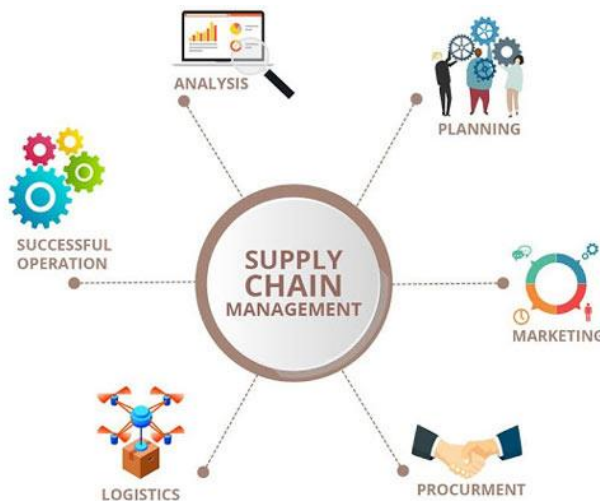 ANALYSIS
PLANNING
SUCCESSFUL
OPERATION
SUPPLY
CHAIN
MANAGEMENT
MARKETING
LOGISTICS
PROCURMENT